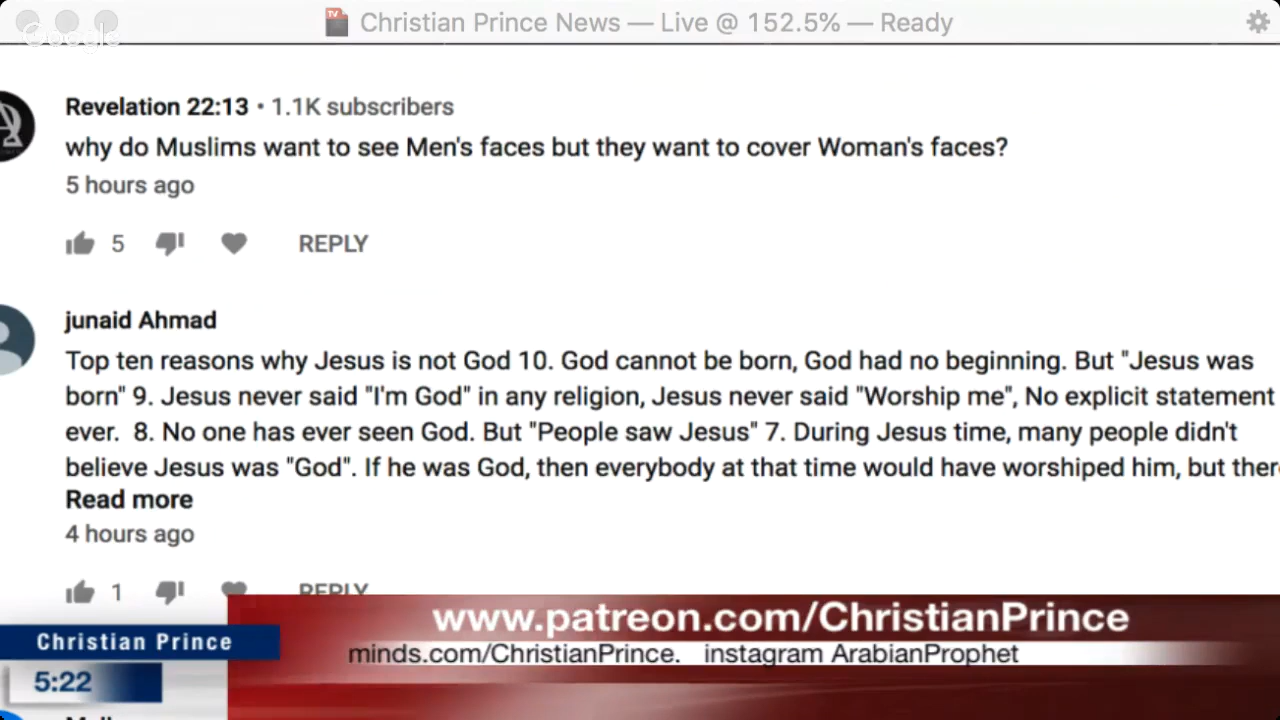 Christian Prince News — Live @ 152.5% — Ready
Google
Revelation 22:13 • 1.1K subscribers
why do Muslims want to see Men's faces but they want to cover Woman's faces?
5 hours ago
5 REPLY
junaid Ahmad
Top ten reasons why Jesus is not God 10. God cannot be born, God had no beginning. But "Jesus was
born" 9. Jesus never said "I'm God" in any religion, Jesus never said "Worship me", No explicit statement
ever. 8. No one has ever seen God. But "People saw Jesus" 7. During Jesus time, many people didn't
believe Jesus was "God". If he was God, then everybody at that time would have worshiped him, but ther
Read more
4 hours ago
1 REPLY
www.patreon.com/ChristianPrince
Christian Prince
minds.com/ChristianPrince. instagram ArabianProphet
5:22